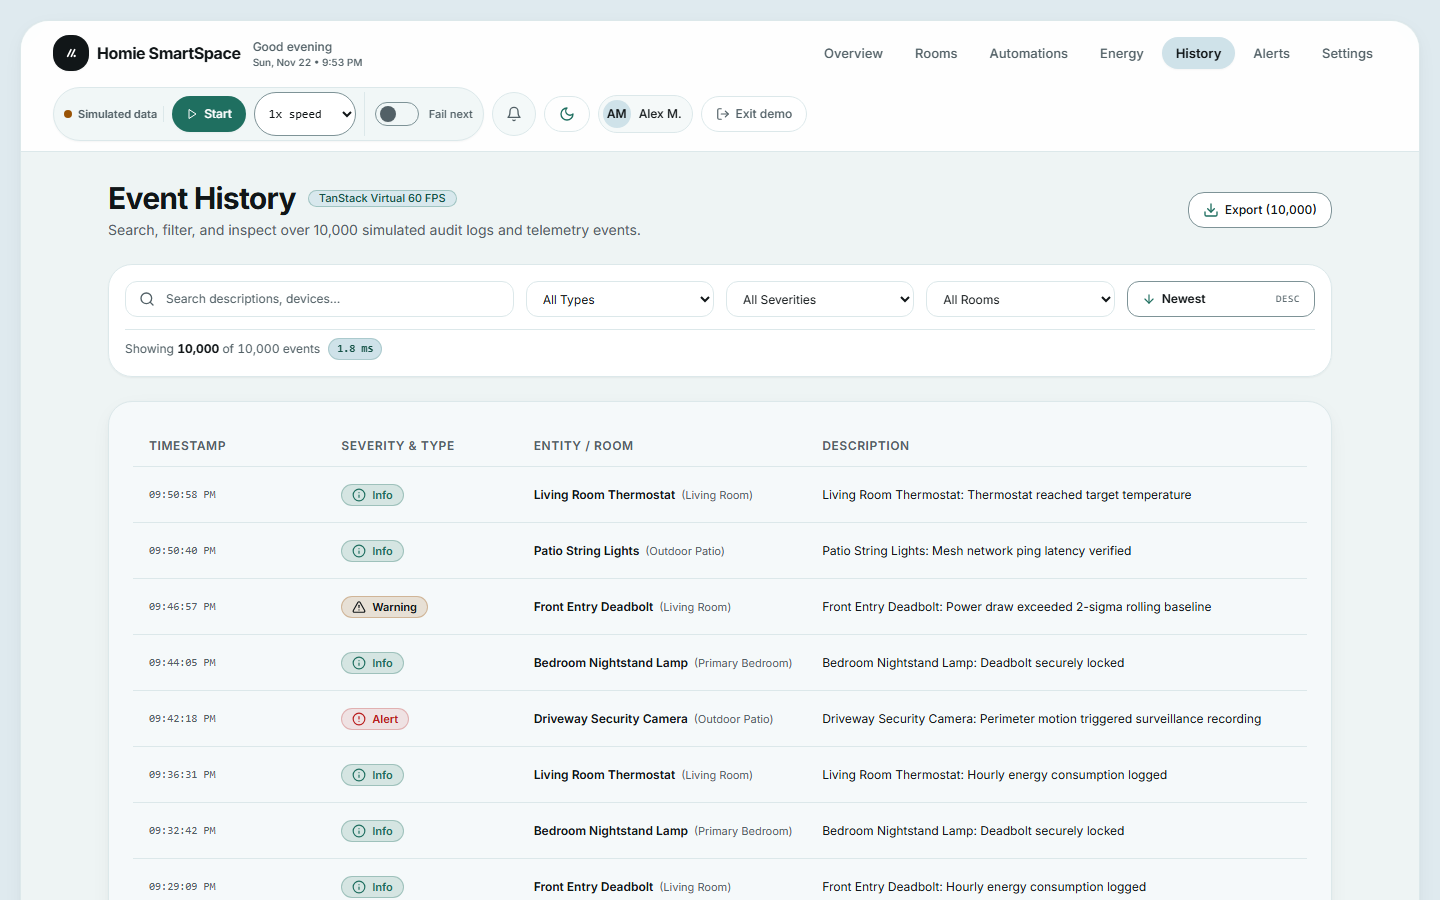 Homie SmartSpace
Good evening
Sun, Nov 22 • 9:53 PM
Overview
Rooms
Automations
Energy
History
Alerts
Settings
Simulated data
Start
1x speed
Fail next
AM
Alex M.
Exit demo
Event History
TanStack Virtual 60 FPS
Search, filter, and inspect over 10,000 simulated audit logs and telemetry events.
Export (10,000)
Search descriptions, devices...
All Types
All Severities
All Rooms
Newest
DESC
Showing 10,000 of 10,000 events
1.8 ms
TIMESTAMP SEVERITY & TYPE ENTITY / ROOM DESCRIPTION
09:50:58 PM Info Living Room Thermostat (Living Room) Living Room Thermostat: Thermostat reached target temperature
09:50:40 PM Info Patio String Lights (Outdoor Patio) Patio String Lights: Mesh network ping latency verified
09:46:57 PM Warning Front Entry Deadbolt (Living Room) Front Entry Deadbolt: Power draw exceeded 2-sigma rolling baseline
09:44:05 PM Info Bedroom Nightstand Lamp (Primary Bedroom) Bedroom Nightstand Lamp: Deadbolt securely locked
09:42:18 PM Alert Driveway Security Camera (Outdoor Patio) Driveway Security Camera: Perimeter motion triggered surveillance recording
09:36:31 PM Info Living Room Thermostat (Living Room) Living Room Thermostat: Hourly energy consumption logged
09:32:42 PM Info Bedroom Nightstand Lamp (Primary Bedroom) Bedroom Nightstand Lamp: Deadbolt securely locked
09:29:09 PM Info Front Entry Deadbolt (Living Room) Front Entry Deadbolt: Hourly energy consumption logged